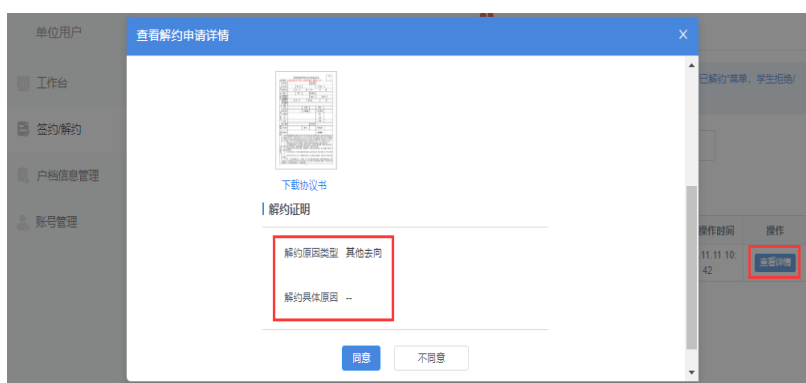 单位用户
工作台
签约/解约
户档信息管理
账号管理
查看解约申请详情
X
下载协议书
解约证明
解约原因类型 其他去向
解约具体原因 --
同意
不同意
已解约"菜单，学生拒绝/
操作时间 操作
11.11 10:
42
查看详情